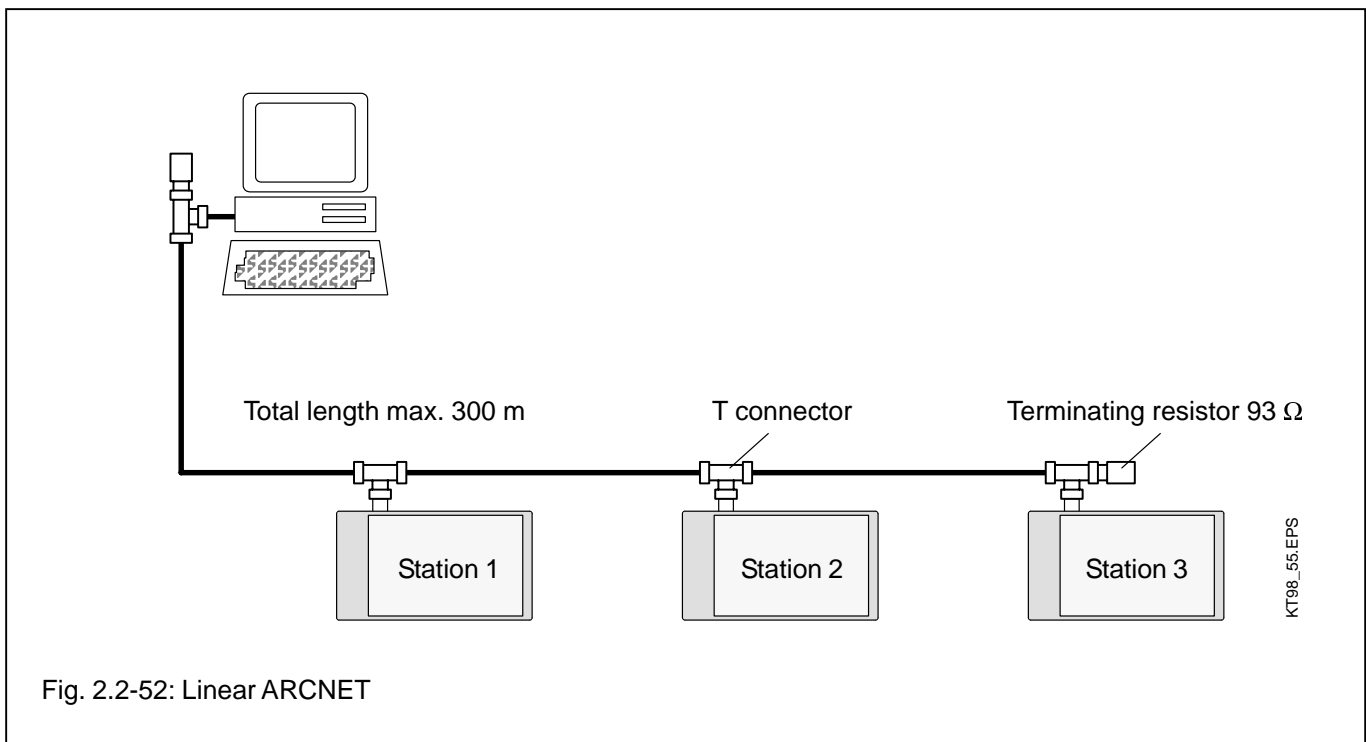 Total length max. 300 m
T connector
Terminating resistor 93 Ω
Station 1
Station 2
Station 3
KT98_55.EPS
Fig. 2.2-52: Linear ARCNET